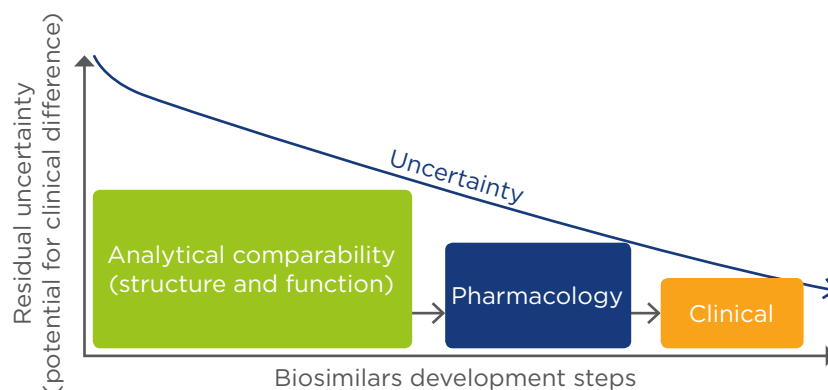 Residual uncertainty
(potential for clinical difference)
Uncertainty
Analytical comparability
(structure and function)
Pharmacology
Clinical
Biosimilars development steps